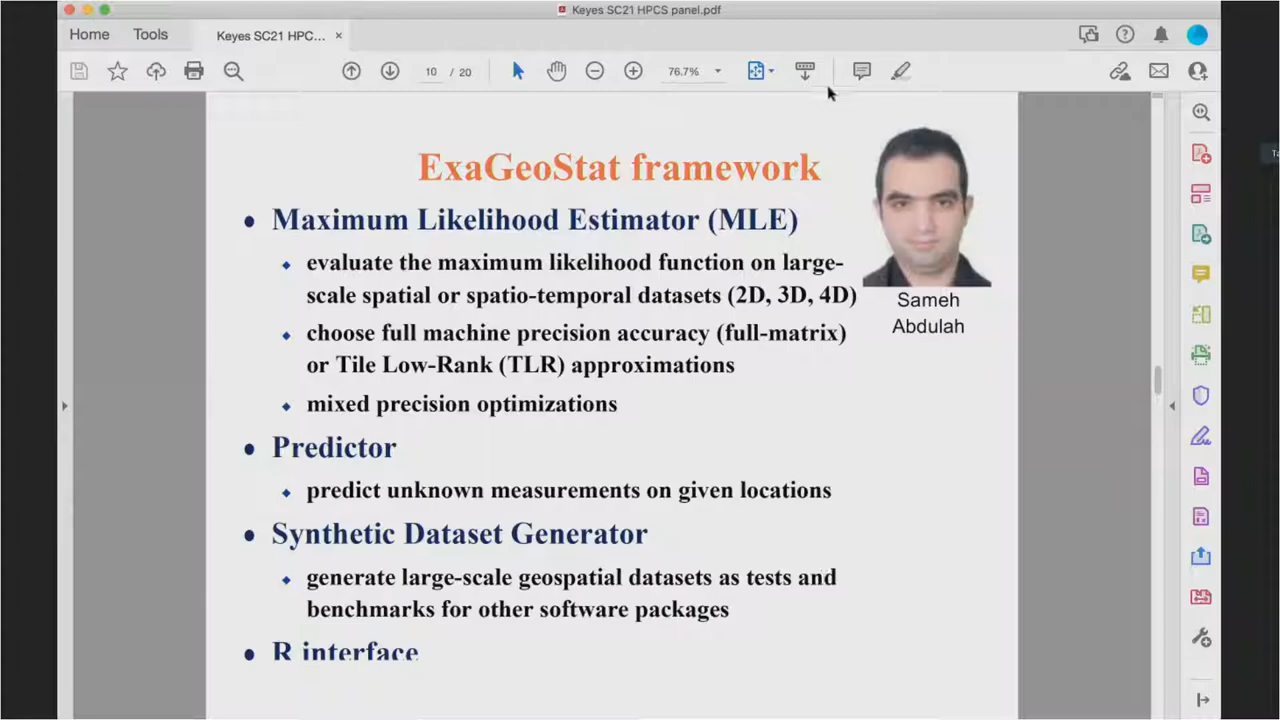 Keyes SC21 HPCS panel.pdf
Home
Tools
Keyes SC21 HPC...
10 / 20
76.7%
ExaGeoStat framework
Maximum Likelihood Estimator (MLE)
evaluate the maximum likelihood function on large-
scale spatial or spatio-temporal datasets (2D, 3D, 4D)
choose full machine precision accuracy (full-matrix)
or Tile Low-Rank (TLR) approximations
mixed precision optimizations
Sameh
Abdulah
Predictor
predict unknown measurements on given locations
Synthetic Dataset Generator
generate large-scale geospatial datasets as tests and
benchmarks for other software packages
R interface